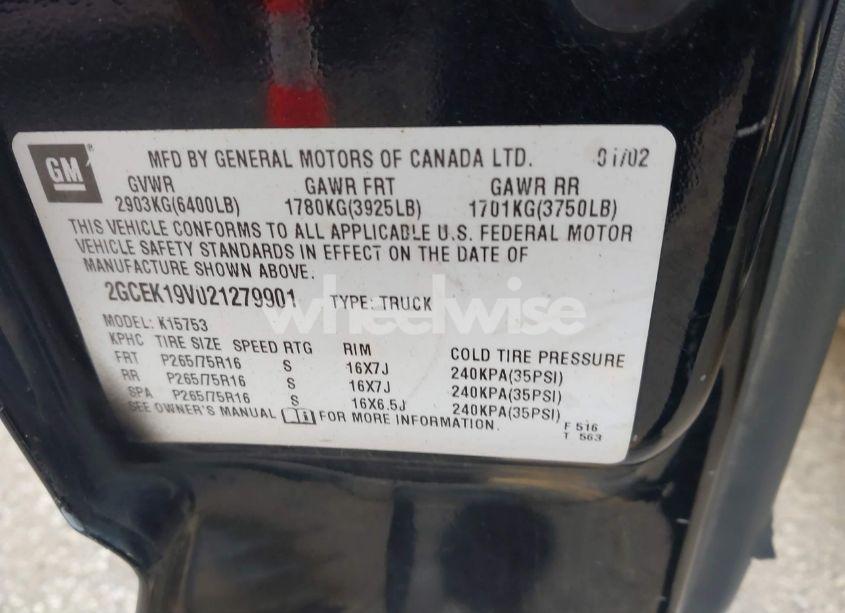 GM MFD BY GENERAL MOTORS OF CANADA LTD. 01/02
GVWR GAWR FRT GAWR RR
2903KG(6400LB) 1780KG(3925LB) 1701KG(3750LB)
THIS VEHICLE CONFORMS TO ALL APPLICABLE U.S. FEDERAL MOTOR
VEHICLE SAFETY STANDARDS IN EFFECT ON THE DATE OF
MANUFACTURE SHOWN ABOVE.
2GCEK19V021279901 TYPE: TRUCK
wheelwise
MODEL: K15753
KPHC TIRE SIZE SPEED RTG RIM COLD TIRE PRESSURE
FRT P265/75R16 S 16X7J 240KPA(35PSI)
RR P265/75R16 S 16X7J 240KPA(35PSI)
SPA P265/75R16 S 16X6.5J 240KPA(35PSI)
SEE OWNER'S MANUAL FOR MORE INFORMATION.
F 516
T 563